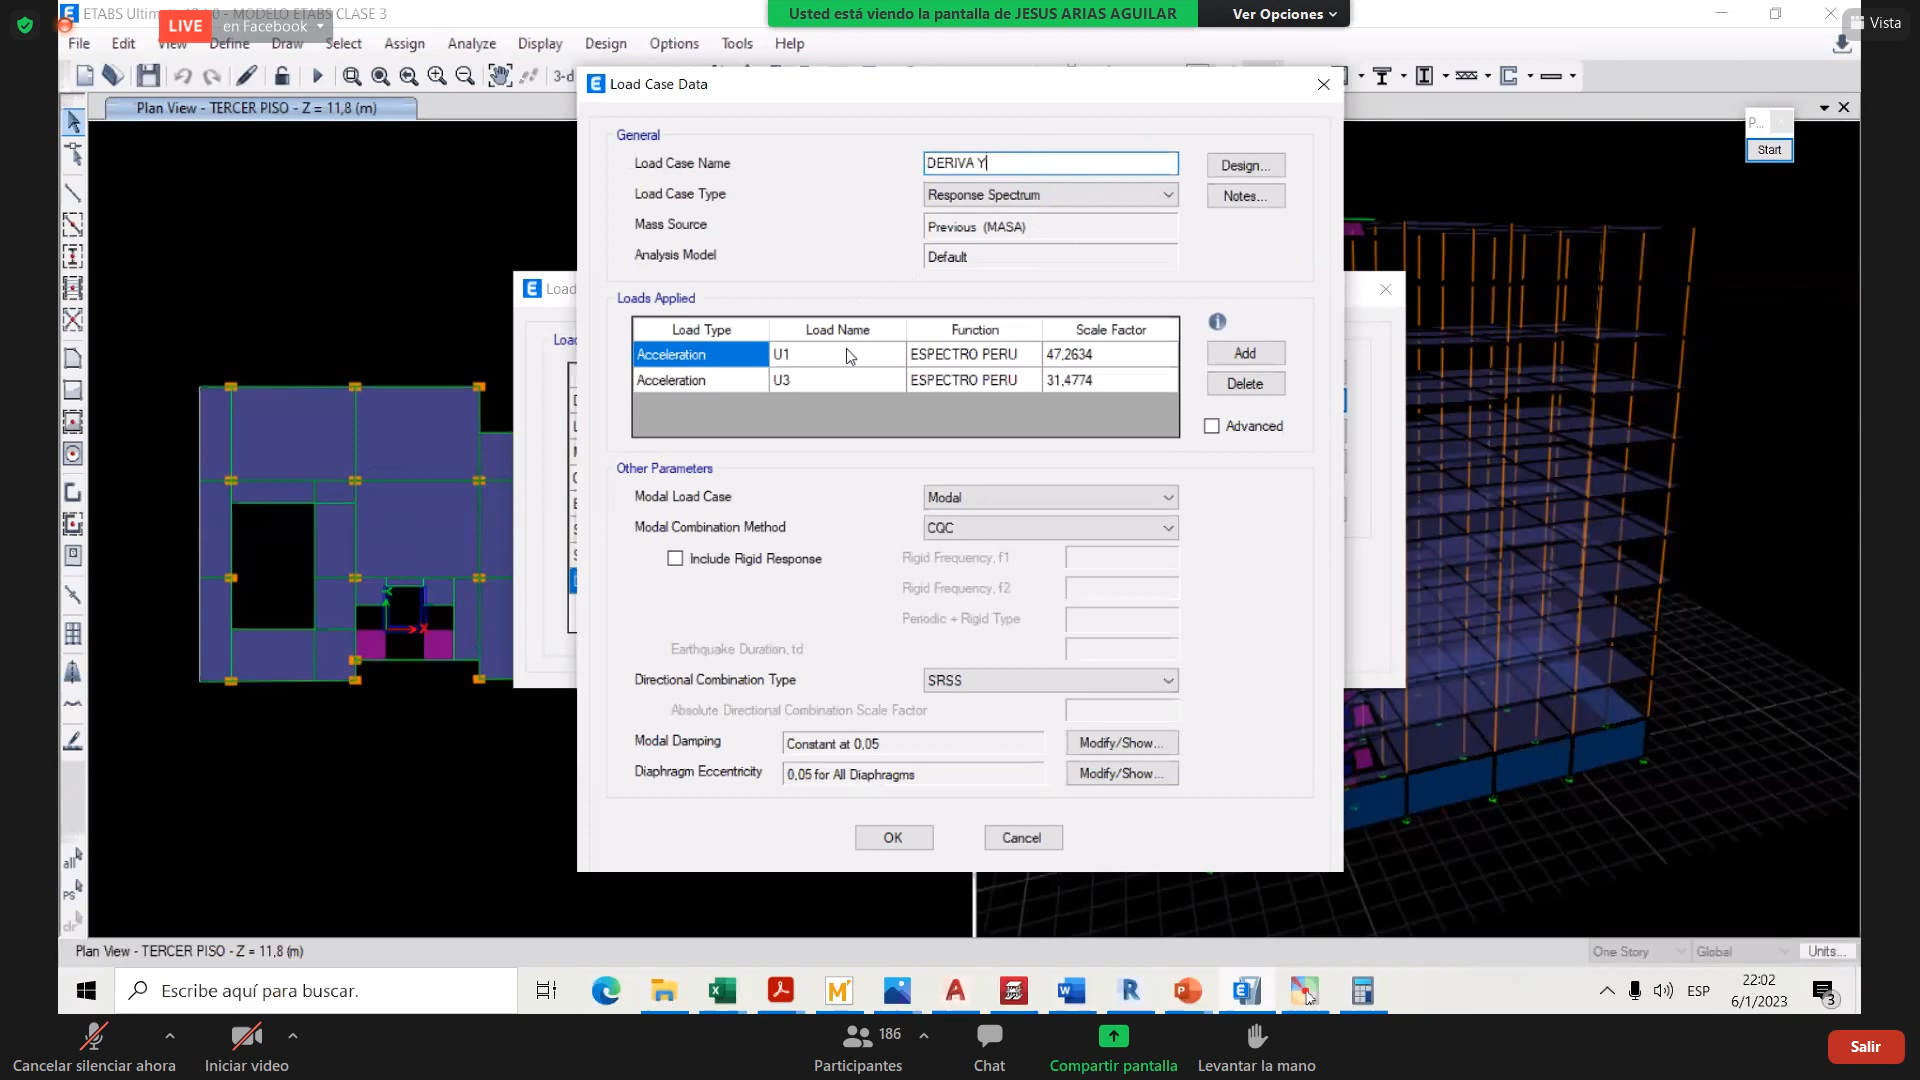 ETABS Ultimate
- MODELO ETABS CLASE 3
LIVE
en Facebook
Usted está viendo la pantalla de JESUS ARIAS AGUILAR
Ver Opciones
Vista
File Edit View Define Draw Select Assign Analyze Display Design Options Tools Help
3-d
Plan View - TERCER PISO - Z = 11,8 (m)
P...
Start
Load Case Data
General
Load Case Name DERIVA Y Design...
Load Case Type Response Spectrum Notes...
Mass Source Previous (MASA)
Analysis Model Default
Load
Loads Applied
Load Type Load Name Function Scale Factor
Acceleration U1 ESPECTRO PERU 47,2634
Acceleration U3 ESPECTRO PERU 31,4774
Add
Delete
Advanced
Other Parameters
Modal Load Case Modal
Modal Combination Method CQC
Include Rigid Response Rigid Frequency, f1
Rigid Frequency, f2
Periodic + Rigid Type
Earthquake Duration, td
Directional Combination Type SRSS
Absolute Directional Combination Scale Factor
Modal Damping Constant at 0,05 Modify/Show...
Diaphragm Eccentricity 0,05 for All Diaphragms Modify/Show...
OK Cancel
X
Plan View - TERCER PISO - Z = 11,8 (m)
One Story Global Units...
Escribe aquí para buscar.
ESP
22:02
6/1/2023
3
all
PS
clr
186
Cancelar silenciar ahora
Iniciar video
Participantes
Chat
Compartir pantalla
Levantar la mano
Salir